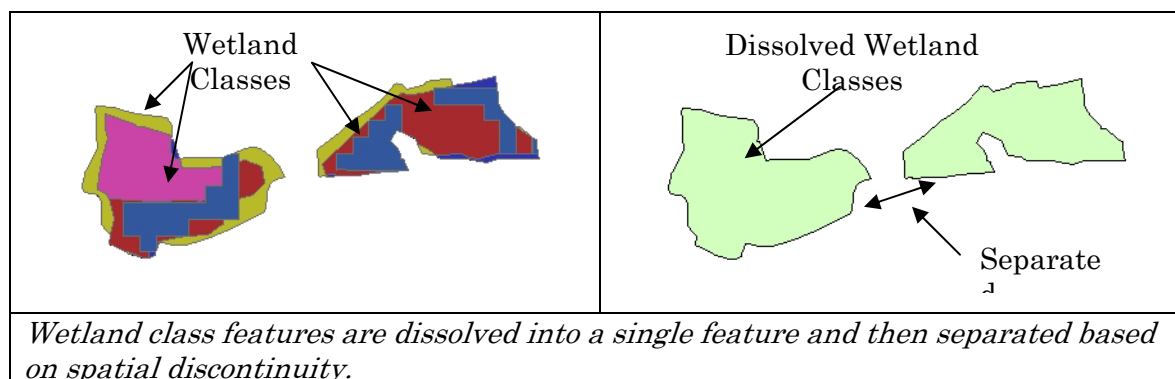 Wetland
Classes
Dissolved Wetland
Classes
Separate
Wetland class features are dissolved into a single feature and then separated based
on spatial discontinuity.